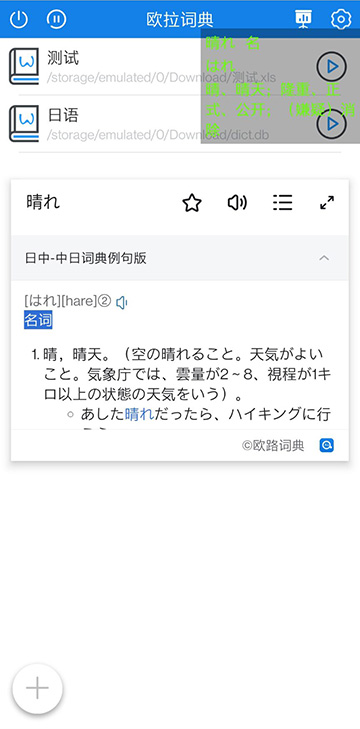 欧拉词典
晴れ 名
はれ
晴，晴天；隆重，正
式，公开；（嫌疑）消
除
测试
/storage/emulated/0/Download/测试.xls
日语
/storage/emulated/0/Download/dict.db
晴れ
日中-中日词典例句版
[はれ][hare]②
名词
1. 晴，晴天。（空の晴れること。天気がよい
こと。気象庁では、雲量が2～8、視程が1キ
ロ以上の状態の天気をいう）。
○ あした晴れだったら、ハイキングに行
©欧路词典